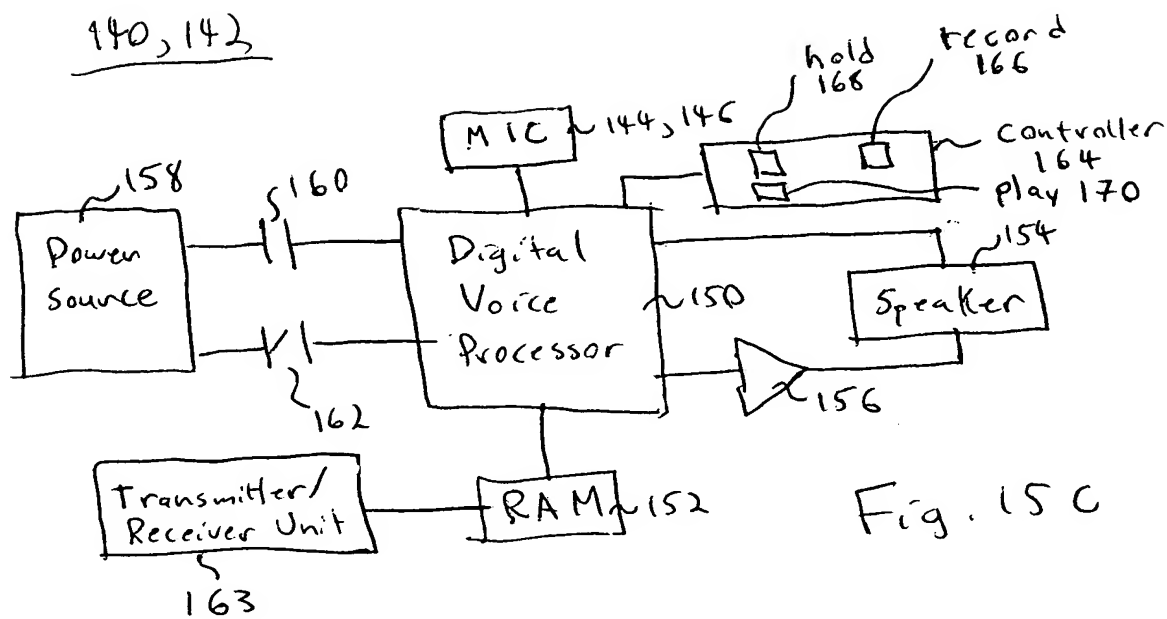 140, 142
hold
168
record
166
MIC
144, 146
controller
164
play 170
158
160
Power
source
Digital
Voice
Processor
150
154
Speaker
156
162
Transmitter/
Receiver Unit
163
RAM
152
Fig. 15C